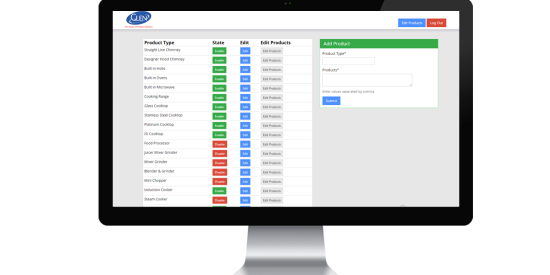 GLEN
Edit Products Log Out
Product Type State Edit Edit Products
Straight Line Chimney Enable Edit Edit Products
Designer Hood Chimney Enable Edit Edit Products
Built-in Hobs Enable Edit Edit Products
Built-in Ovens Enable Edit Edit Products
Built-in Microwave Enable Edit Edit Products
Cooking Range Enable Edit Edit Products
Glass Cooktop Enable Edit Edit Products
Stainless Steel Cooktop Enable Edit Edit Products
Platinum Cooktop Enable Edit Edit Products
ISI Cooktop Enable Edit Edit Products
Food Processor Disable Edit Edit Products
Juicer Mixer Grinder Disable Edit Edit Products
Mixer Grinder Disable Edit Edit Products
Blender & Grinder Disable Edit Edit Products
Mini Chopper Disable Edit Edit Products
Induction Cooker Enable Edit Edit Products
Steam Cooker Disable Edit Edit Products
Add Product
Product Type*
Products*
Enter values separated by comma
Submit